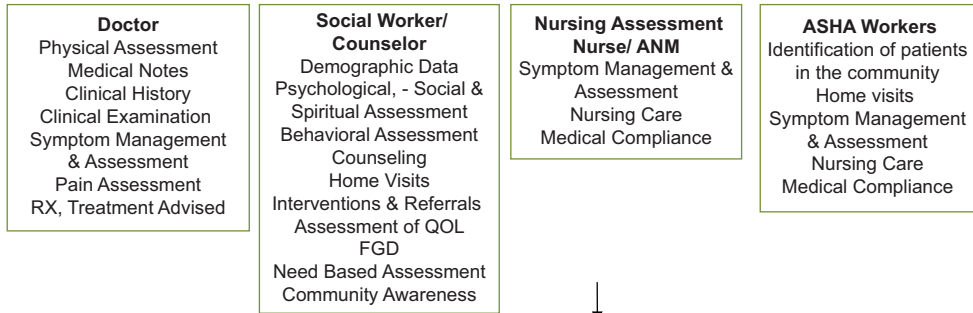 Doctor
Physical Assessment
Medical Notes
Clinical History
Clinical Examination
Symptom Management
& Assessment
Pain Assessment
RX, Treatment Advised
Social Worker/
Counselor
Demographic Data
Psychological, - Social &
Spiritual Assessment
Behavioral Assessment
Counseling
Home Visits
Interventions & Referrals
Assessment of QOL
FGD
Need Based Assessment
Community Awareness
Nursing Assessment
Nurse/ ANM
Symptom Management &
Assessment
Nursing Care
Medical Compliance
ASHA Workers
Identification of patients
in the community
Home visits
Symptom Management
& Assessment
Nursing Care
Medical Compliance